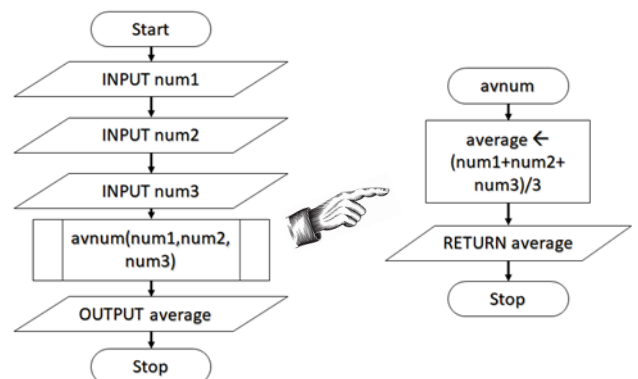 Start
INPUT num1
INPUT num2
INPUT num3
avnum(num1,num2,
num3)
OUTPUT average
Stop
avnum
average ←
(num1+num2+
num3)/3
RETURN average
Stop